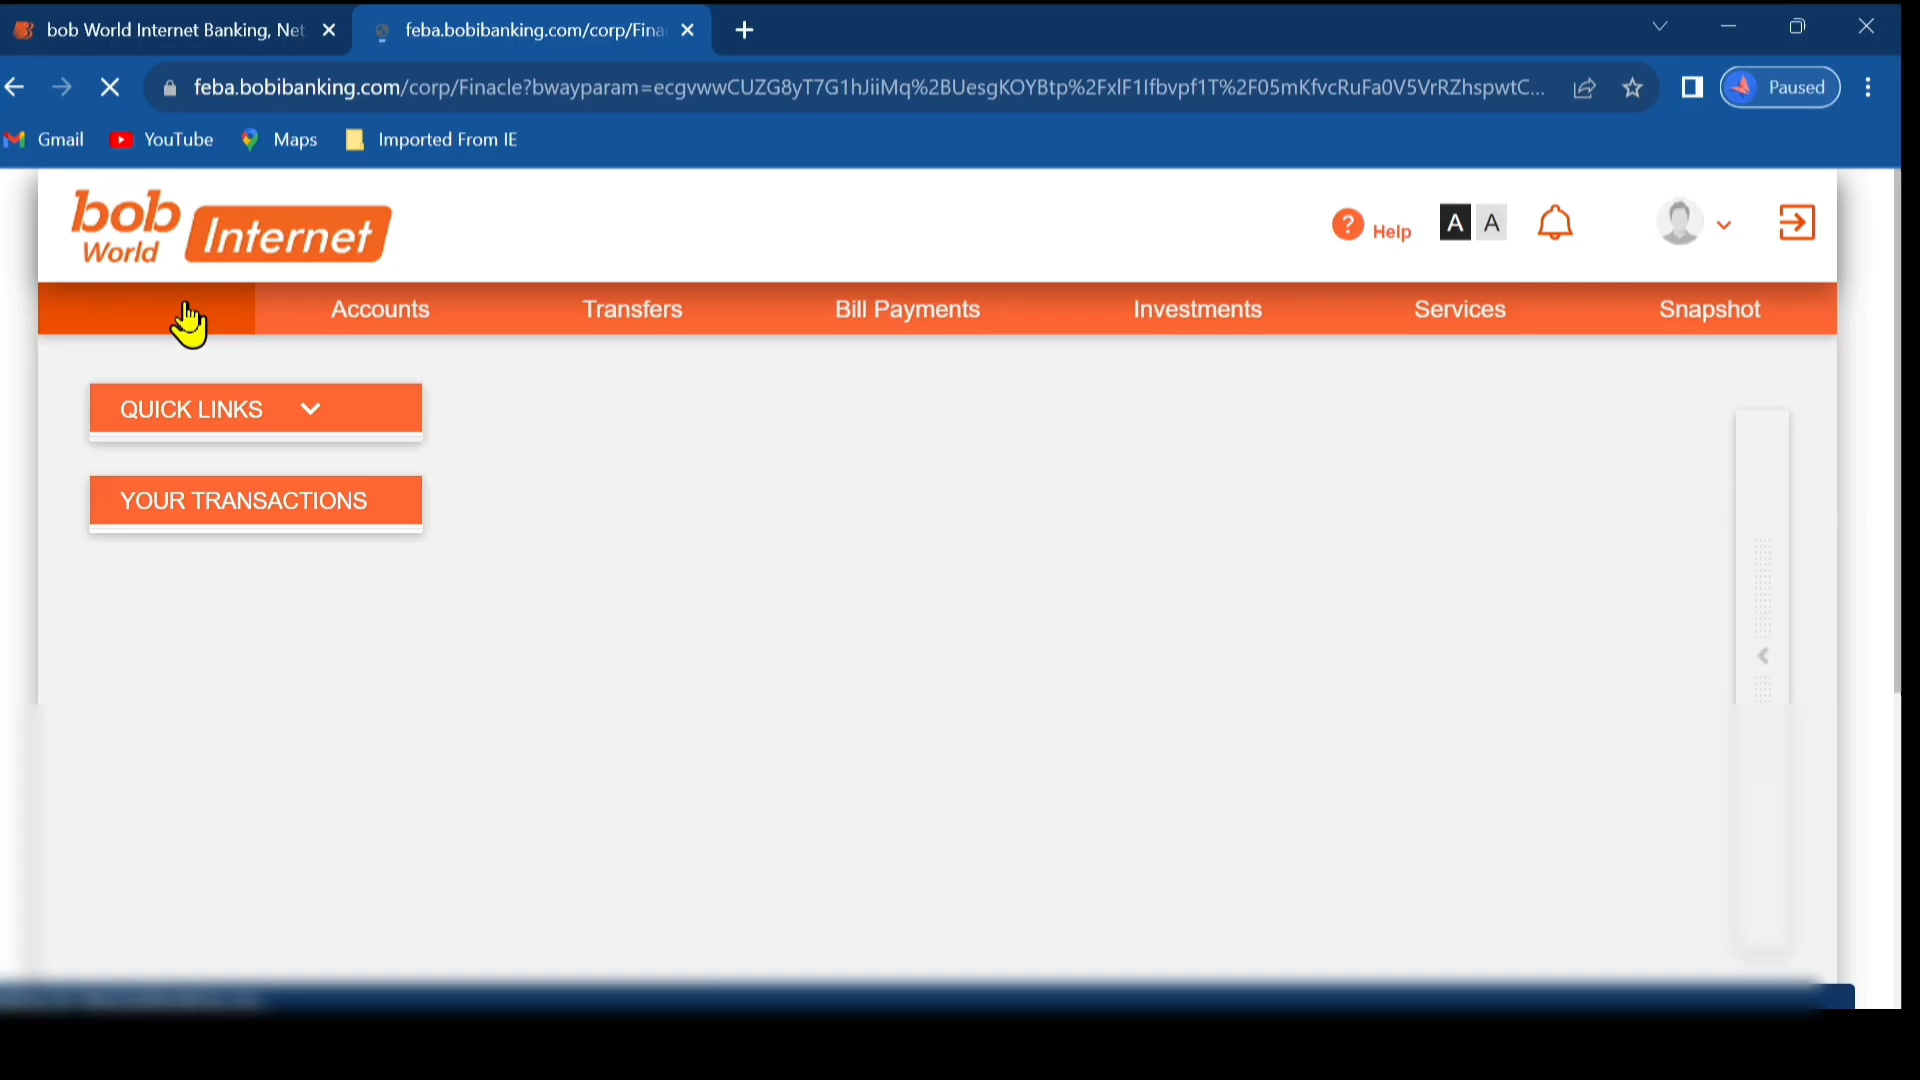 bob World Internet Banking, Net
feba.bobibanking.com/corp/Fina
feba.bobibanking.com/corp/Finacle?bwayparam=ecgvwwCUZG8yT7G1hJiiMq%2BUesgKOYBtp%2FxlF1Ifbvpf1T%2F05mKfvcRuFa0V5VrRZhspwtC...
Paused
Gmail
YouTube
Maps
Imported From IE
bob
World
Internet
? Help
A A
Accounts
Transfers
Bill Payments
Investments
Services
Snapshot
QUICK LINKS
YOUR TRANSACTIONS